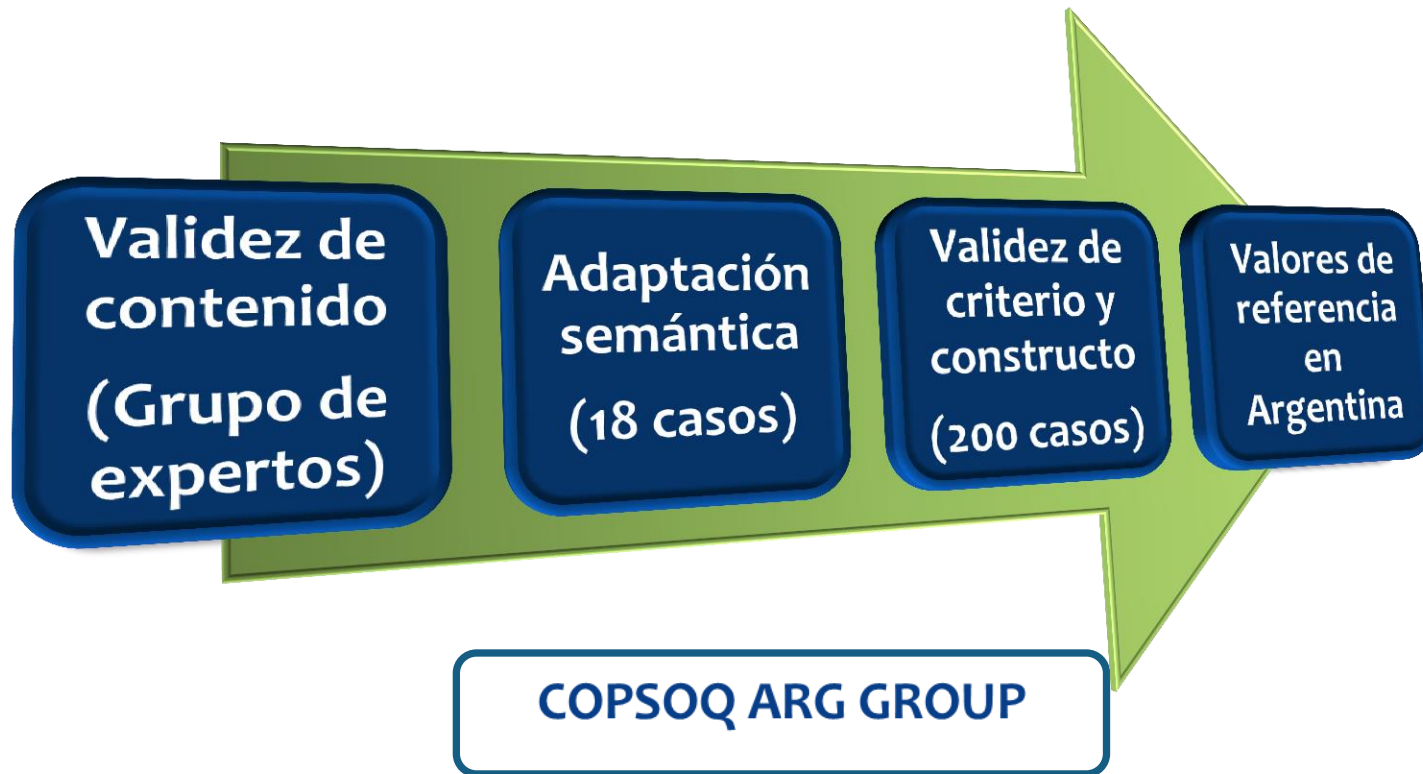 Validez de
contenido
(Grupo de
expertos)
Adaptación
semántica
(18 casos)
Validez de
criterio y
constructo
(200 casos)
Valores de
referencia
en
Argentina
COPSOQ ARG GROUP